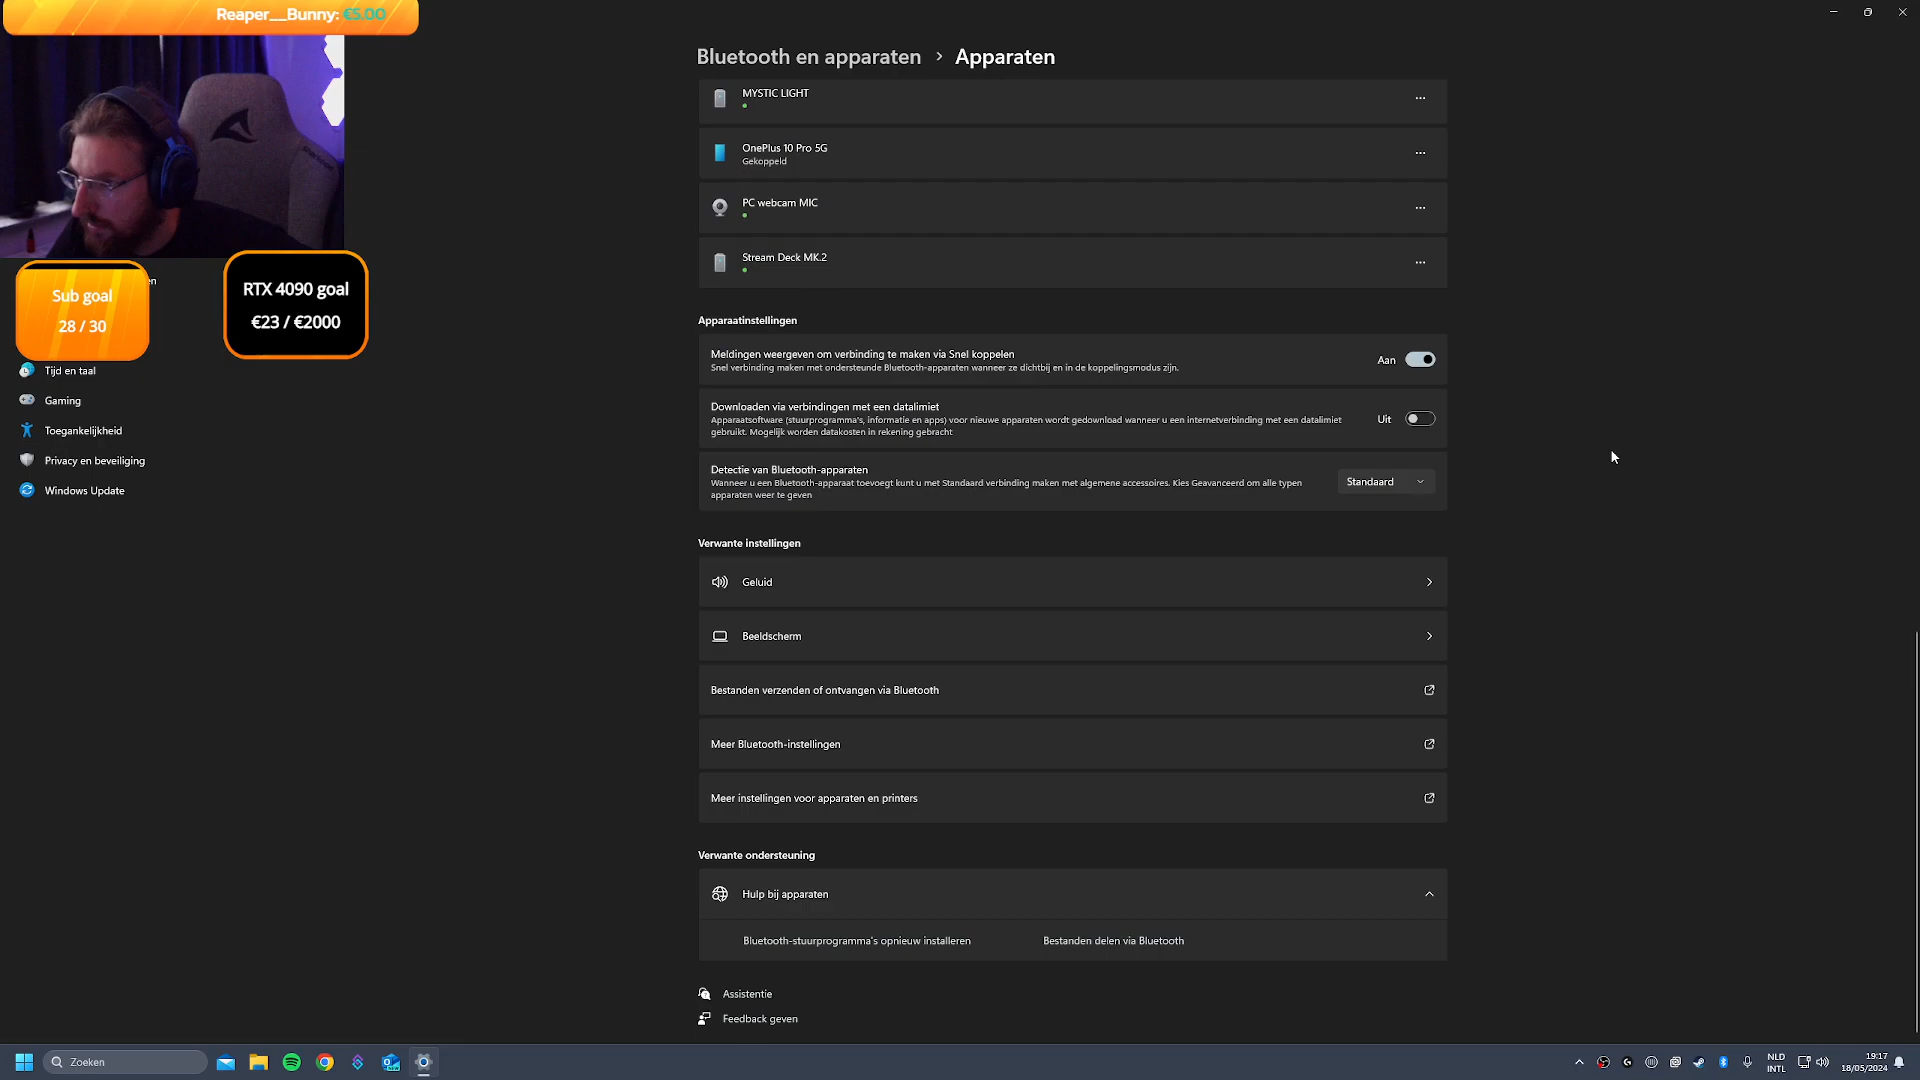 Reaper__Bunny: €5.00
Bluetooth en apparaten > Apparaten
MYSTIC LIGHT
OnePlus 10 Pro 5G
Gekoppeld
PC webcam MIC
Stream Deck MK.2
en
Sub goal
28 / 30
RTX 4090 goal
€23 / €2000
Tijd en taal
Gaming
Toegankelijkheid
Privacy en beveiliging
Windows Update
Apparaatinstellingen
Meldingen weergeven om verbinding te maken via Snel koppelen
Snel verbinding maken met ondersteunde Bluetooth-apparaten wanneer ze dichtbij en in de koppelingsmodus zijn.
Aan
Downloaden via verbindingen met een datalimiet
Apparaatsoftware (stuurprogramma's, informatie en apps) voor nieuwe apparaten wordt gedownload wanneer u een internetverbinding met een datalimiet
gebruikt. Mogelijk worden datakosten in rekening gebracht
Uit
Detectie van Bluetooth-apparaten
Wanneer u een Bluetooth-apparaat toevoegt kunt u met Standaard verbinding maken met algemene accessoires. Kies Geavanceerd om alle typen
apparaten weer te geven
Standaard
Verwante instellingen
Geluid
Beeldscherm
Bestanden verzenden of ontvangen via Bluetooth
Meer Bluetooth-instellingen
Meer instellingen voor apparaten en printers
Verwante ondersteuning
Hulp bij apparaten
Bluetooth-stuurprogramma's opnieuw installeren
Bestanden delen via Bluetooth
Assistentie
Feedback geven
Zoeken
NLD
INTL
19:17
18/05/2024